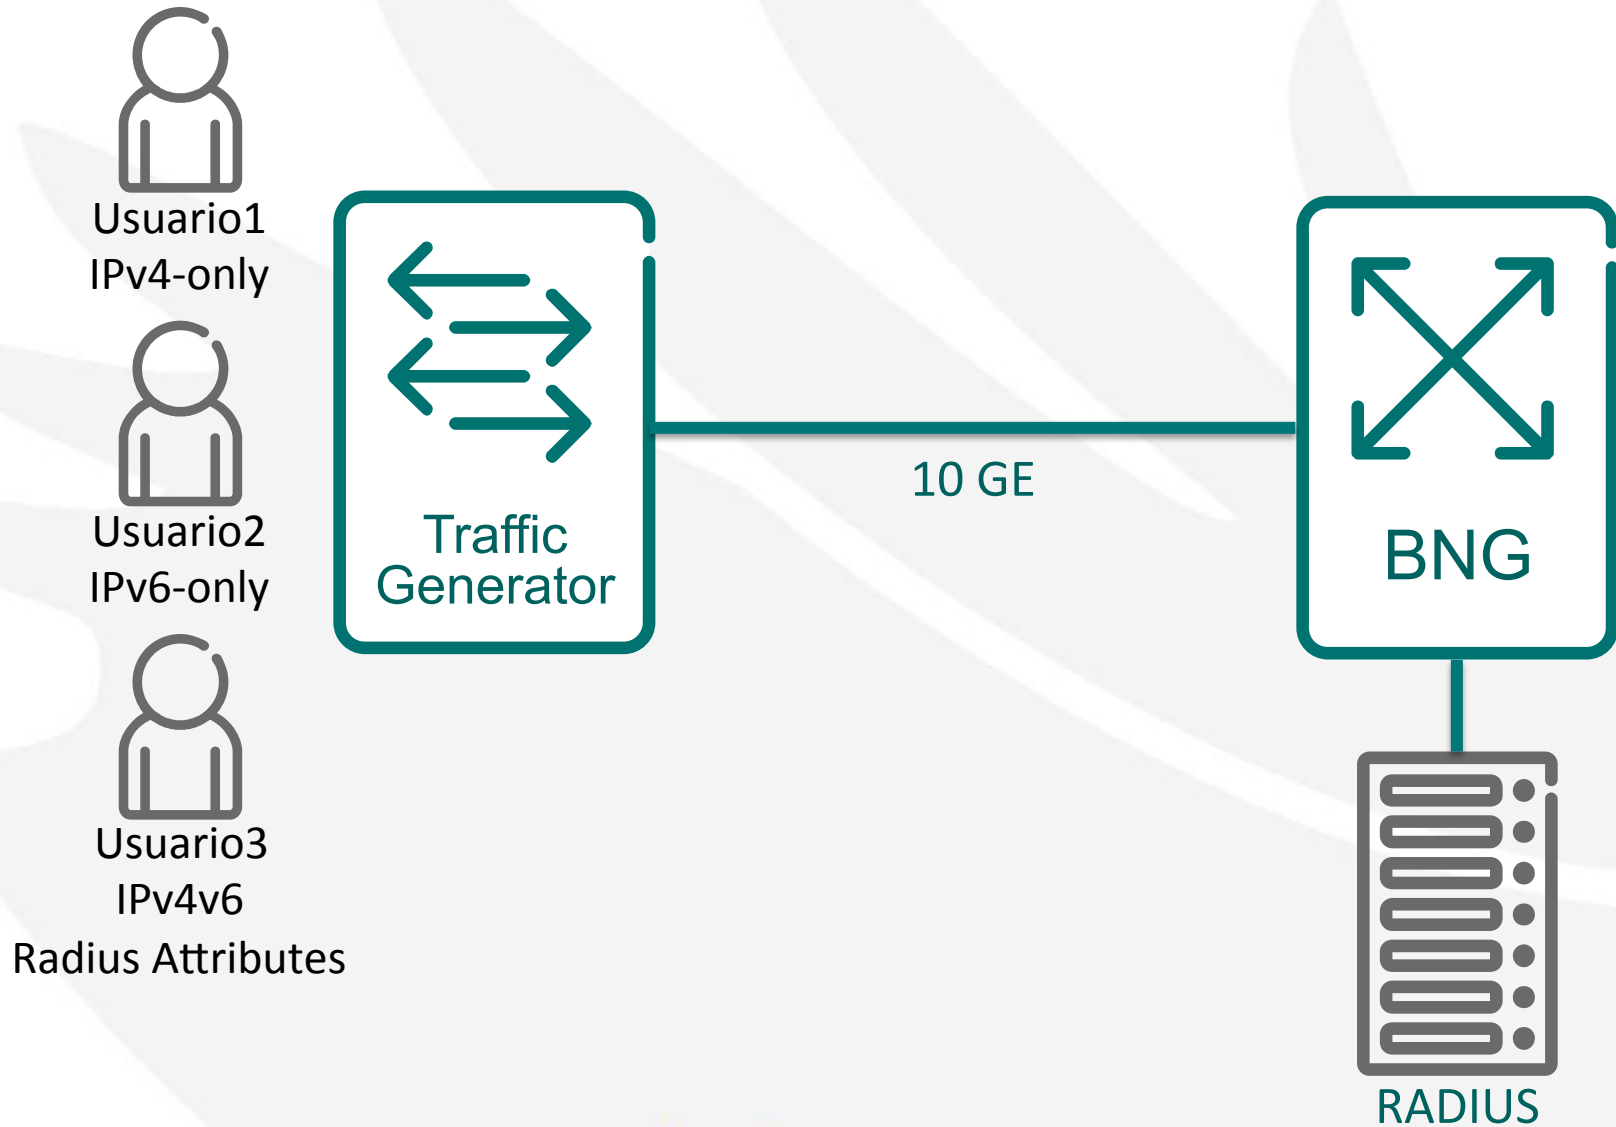 Usuario1
IPv4-only
Usuario2
IPv6-only
Usuario3
IPv4v6
Radius Attributes
Traffic
Generator
10 GE
BNG
RADIUS